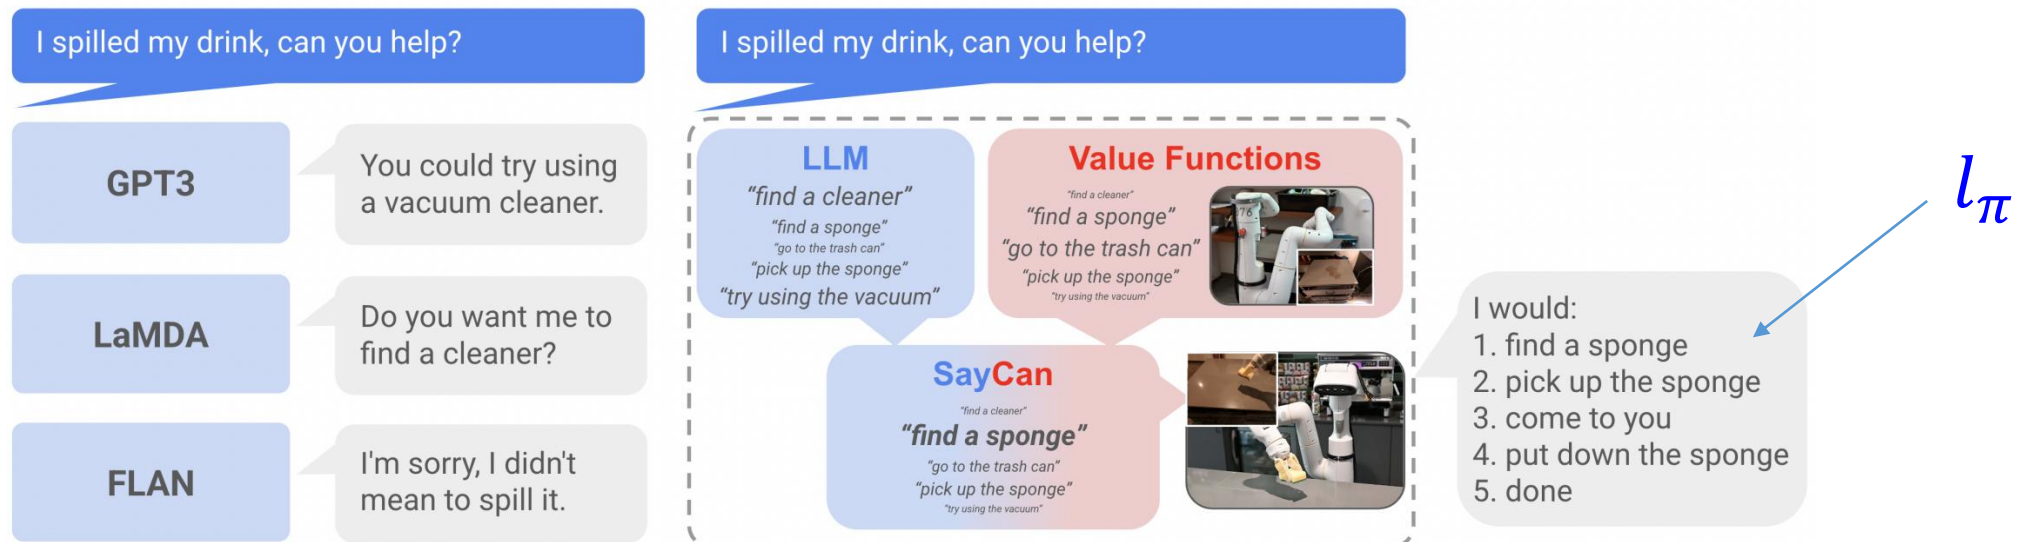 I spilled my drink, can you help?
GPT3
You could try using
a vacuum cleaner.
LaMDA
Do you want me to
find a cleaner?
FLAN
I'm sorry, I didn't
mean to spill it.
I spilled my drink, can you help?
LLM
“find a cleaner”
“find a sponge”
“go to the trash can”
“pick up the sponge”
“try using the vacuum”
Value Functions
“find a cleaner”
“find a sponge”
“go to the trash can”
“pick up the sponge”
“try using the vacuum”
SayCan
“find a cleaner”
“find a sponge”
“go to the trash can”
“pick up the sponge”
“try using the vacuum”
I would:
1. find a sponge
2. pick up the sponge
3. come to you
4. put down the sponge
5. done
lπ